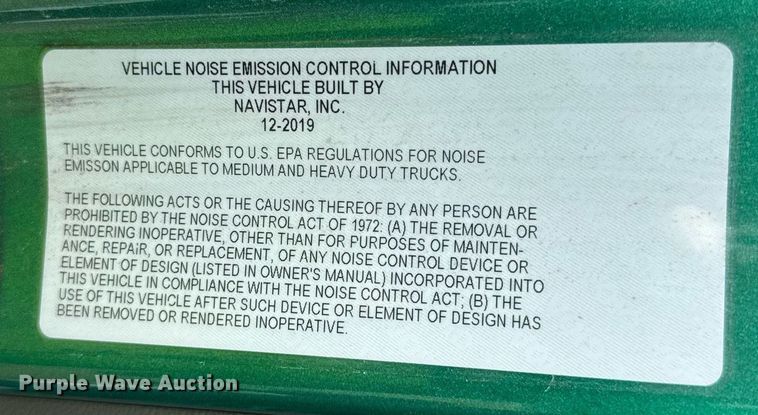 VEHICLE NOISE EMISSION CONTROL INFORMATION
THIS VEHICLE BUILT BY
NAVISTAR, INC.
12-2019
THIS VEHICLE CONFORMS TO U.S. EPA REGULATIONS FOR NOISE
EMISSON APPLICABLE TO MEDIUM AND HEAVY DUTY TRUCKS.
THE FOLLOWING ACTS OR THE CAUSING THEREOF BY ANY PERSON ARE
PROHIBITED BY THE NOISE CONTROL ACT OF 1972: (A) THE REMOVAL OR
RENDERING INOPERATIVE, OTHER THAN FOR PURPOSES OF MAINTEN-
ANCE, REPAiR, OR REPLACEMENT, OF ANY NOISE CONTROL DEVICE OR
ELEMENT OF DESIGN (LISTED IN OWNER'S MANUAL) INCORPORATED INTO
THIS VEHICLE IN COMPLIANCE WITH THE NOISE CONTROL ACT; (B) THE
USE OF THIS VEHICLE AFTER SUCH DEVICE OR ELEMENT OF DESIGN HAS
BEEN REMOVED OR RENDERED INOPERATIVE.
Purple Wave Auction